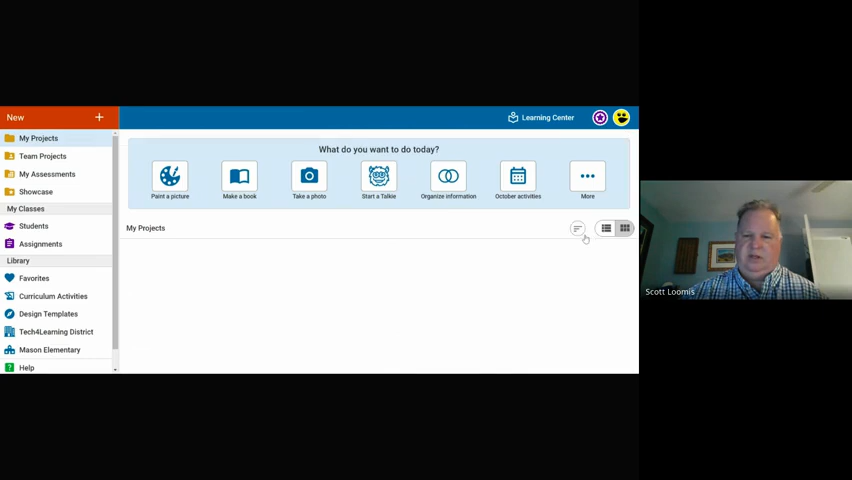 New +
Learning Center
My Projects
Team Projects
My Assessments
Showcase
My Classes
Students
Assignments
Library
Favorites
Curriculum Activities
Design Templates
Tech4Learning District
Mason Elementary
Help
What do you want to do today?
Paint a picture
Make a book
Take a photo
Start a Talkie
Organize information
October activities
More
My Projects
Scott Loomis